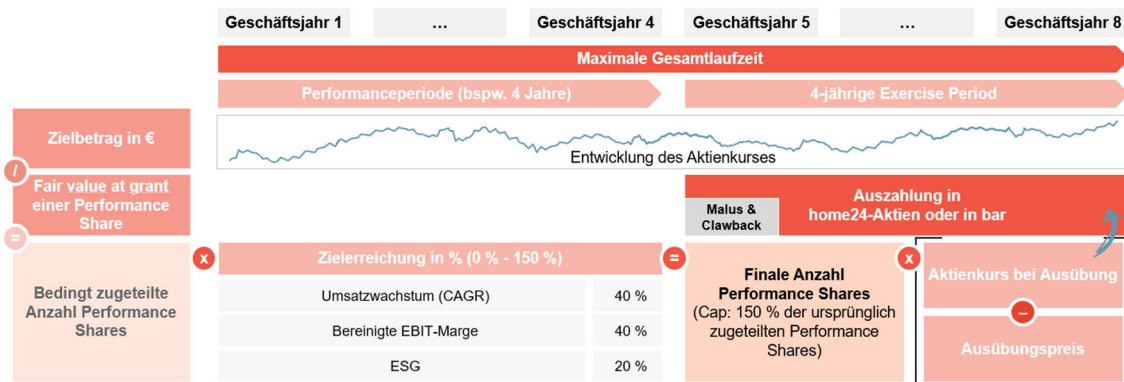 Geschäftsjahr 1
…
Geschäftsjahr 4
Geschäftsjahr 5
…
Geschäftsjahr 8
Maximale Gesamtlaufzeit
Performanceperiode (bspw. 4 Jahre)
4-jährige Exercise Period
Zielbetrag in €
Entwicklung des Aktienkurses
/
Fair value at grant
einer Performance
Share
Malus &
Clawback
Auszahlung in
home24-Aktien oder in bar
=
Bedingt zugeteilte
Anzahl Performance
Shares
x
Zielerreichung in % (0 % - 150 %)
Umsatzwachstum (CAGR)
40 %
Bereinigte EBIT-Marge
40 %
ESG
20 %
=
Finale Anzahl
Performance Shares
(Cap: 150 % der ursprünglich
zugeteilten Performance
Shares)
x
Aktienkurs bei Ausübung
–
Ausübungspreis